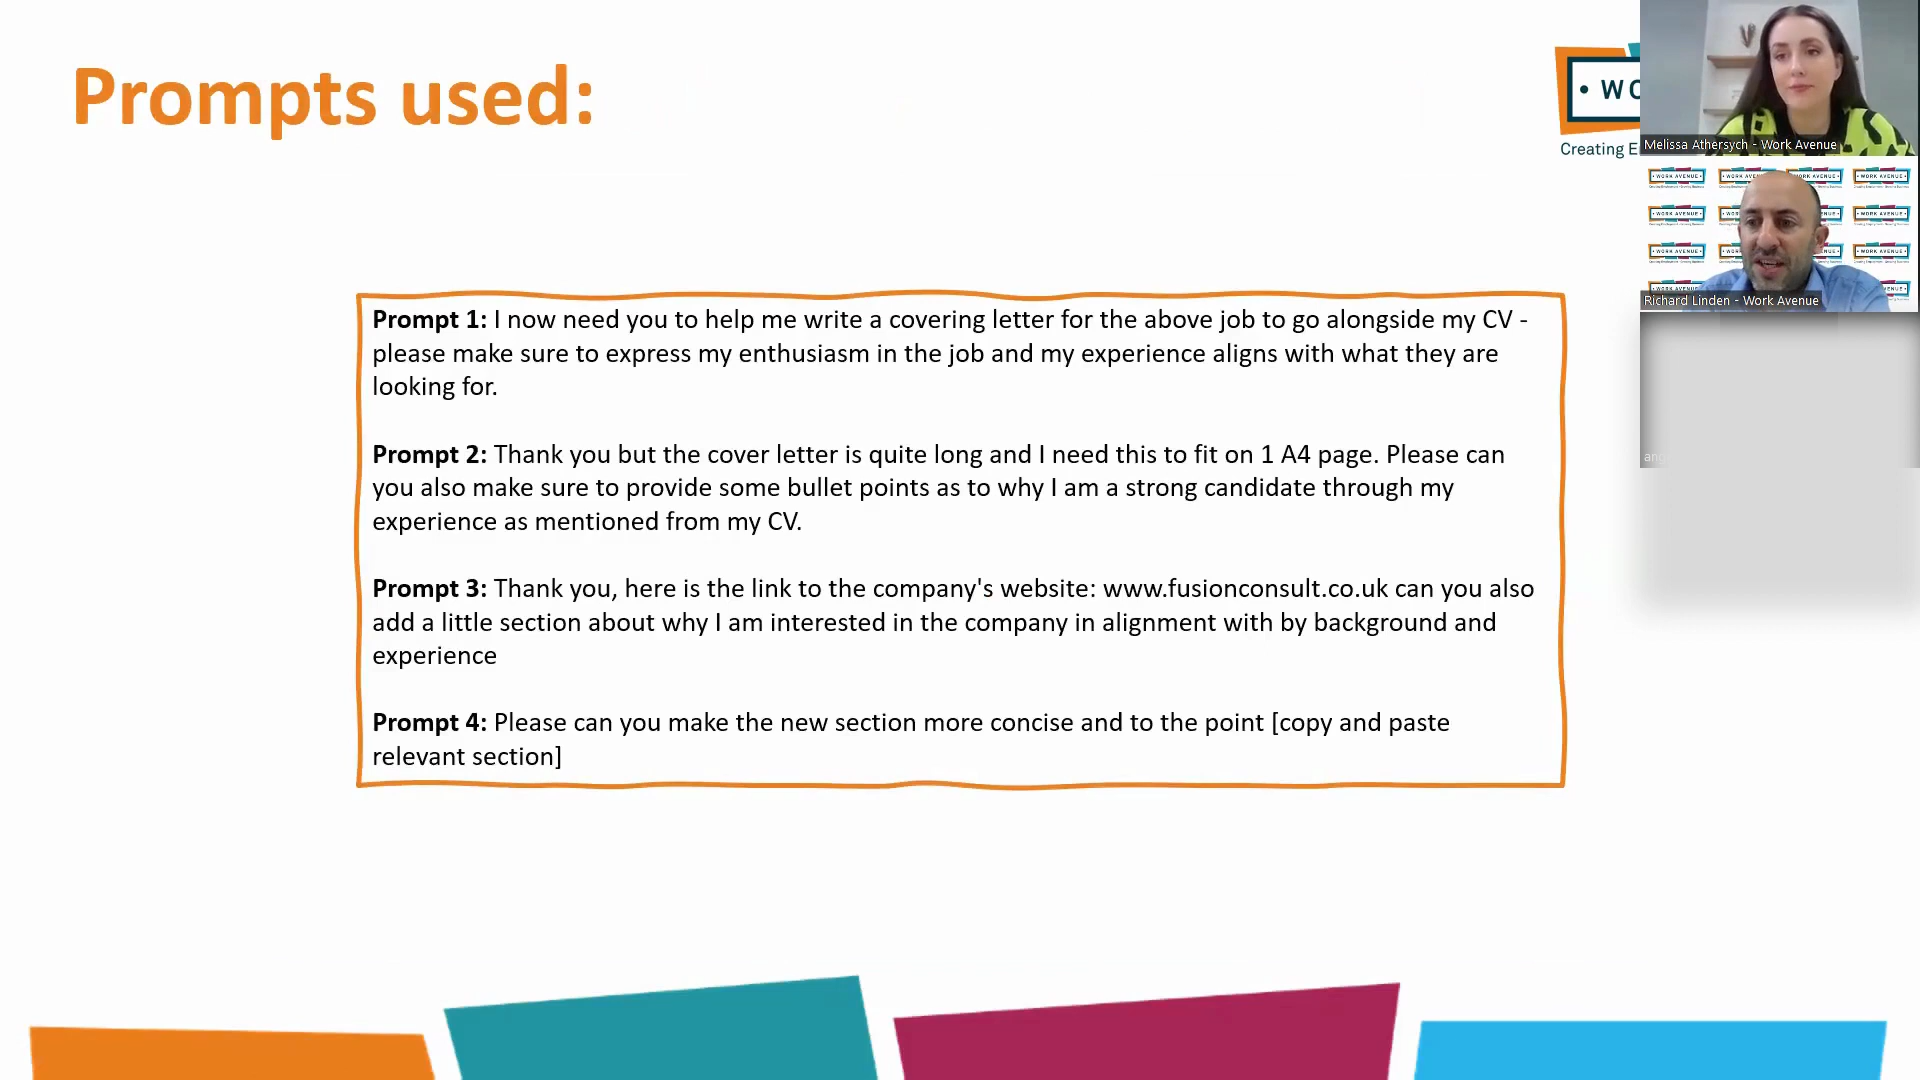 Prompts used:
• WO
Creating E
Melissa Athersych - Work Avenue
• WORK AVENUE •
Richard Linden - Work Avenue
Prompt 1: I now need you to help me write a covering letter for the above job to go alongside my CV -
please make sure to express my enthusiasm in the job and my experience aligns with what they are
looking for.
Prompt 2: Thank you but the cover letter is quite long and I need this to fit on 1 A4 page. Please can
you also make sure to provide some bullet points as to why I am a strong candidate through my
experience as mentioned from my CV.
Prompt 3: Thank you, here is the link to the company's website: www.fusionconsult.co.uk can you also
add a little section about why I am interested in the company in alignment with by background and
experience
Prompt 4: Please can you make the new section more concise and to the point [copy and paste
relevant section]